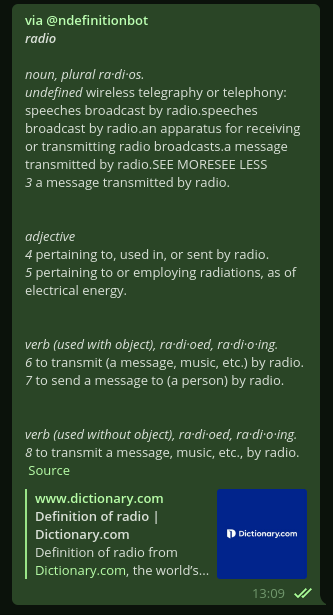 via @ndefinitionbot
radio
noun, plural ra·di·os.
undefined wireless telegraphy or telephony:
speeches broadcast by radio.speeches
broadcast by radio.an apparatus for receiving
or transmitting radio broadcasts.a message
transmitted by radio.SEE MORESEE LESS
3 a message transmitted by radio.
adjective
4 pertaining to, used in, or sent by radio.
5 pertaining to or employing radiations, as of
electrical energy.
verb (used with object), ra·di·oed, ra·di·o·ing.
6 to transmit (a message, music, etc.) by radio.
7 to send a message to (a person) by radio.
verb (used without object), ra·di·oed, ra·di·o·ing.
8 to transmit a message, music, etc., by radio.
Source
www.dictionary.com
Definition of radio |
Dictionary.com
Definition of radio from
Dictionary.com, the world's...
Dictionary.com
13:09